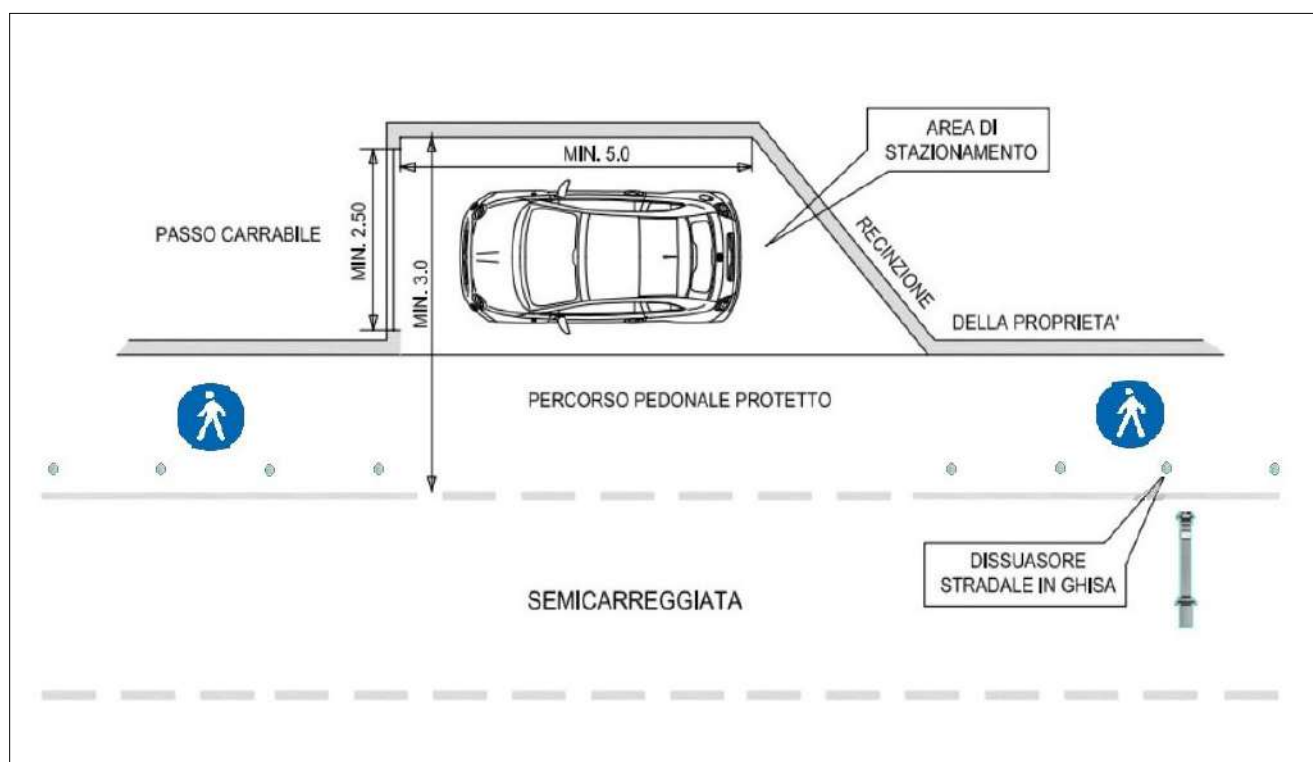 AREA DI
STAZIONAMENTO
MIN. 5.0
PASSO CARRABILE
MIN. 2.50
MIN. 3.0
RECINZIONE
DELLA PROPRIETA'
PERCORSO PEDONALE PROTETTO
DISSUASORE
STRADALE IN GHISA
SEMICARREGGIATA